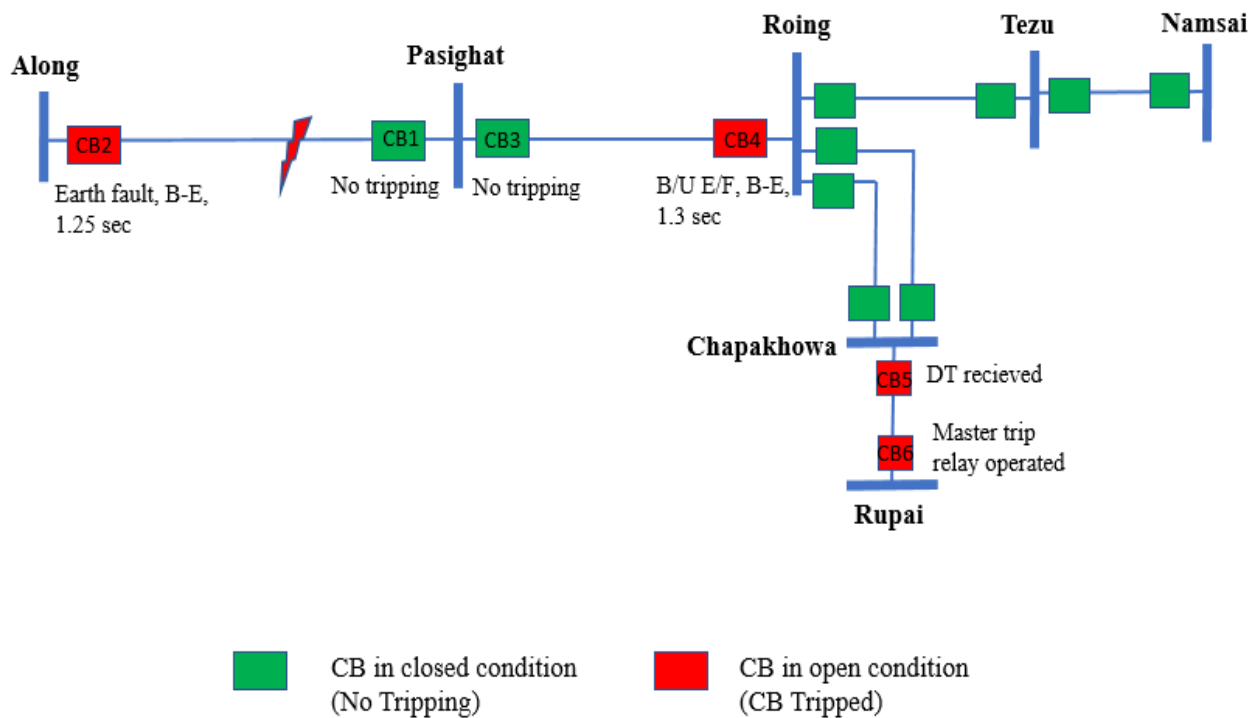 Roing
Tezu
Namsai
Pasighat
Along
CB2
CB1
CB3
CB4
Earth fault, B-E,
1.25 sec
No tripping
No tripping
B/U E/F, B-E,
1.3 sec
Chapakhowa
CB5
DT recieved
CB6
Master trip
relay operated
Rupai
CB in closed condition
(No Tripping)
CB in open condition
(CB Tripped)